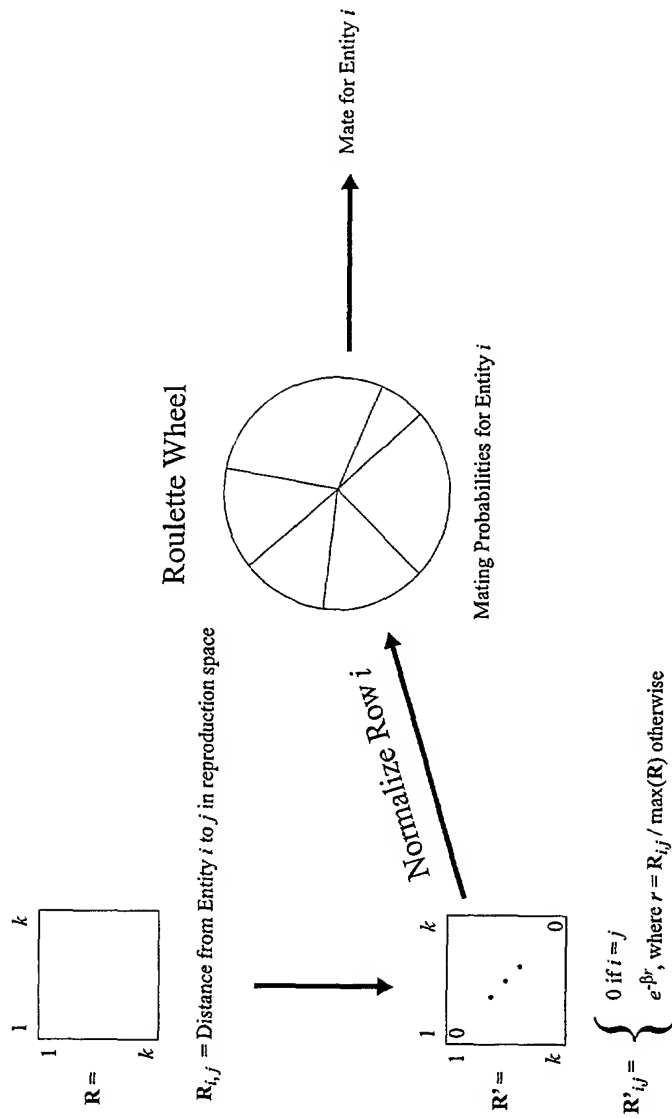 1 k
R = 1
k
R_{i,j} = Distance from Entity i to j in reproduction space
1 k
1 0
R' =
k 0
R'_{i,j} = { 0 if i = j
e^{-βr}, where r = R_{i,j} / max(R) otherwise
Normalize Row i
Roulette Wheel
Mating Probabilities for Entity i
Mate for Entity i